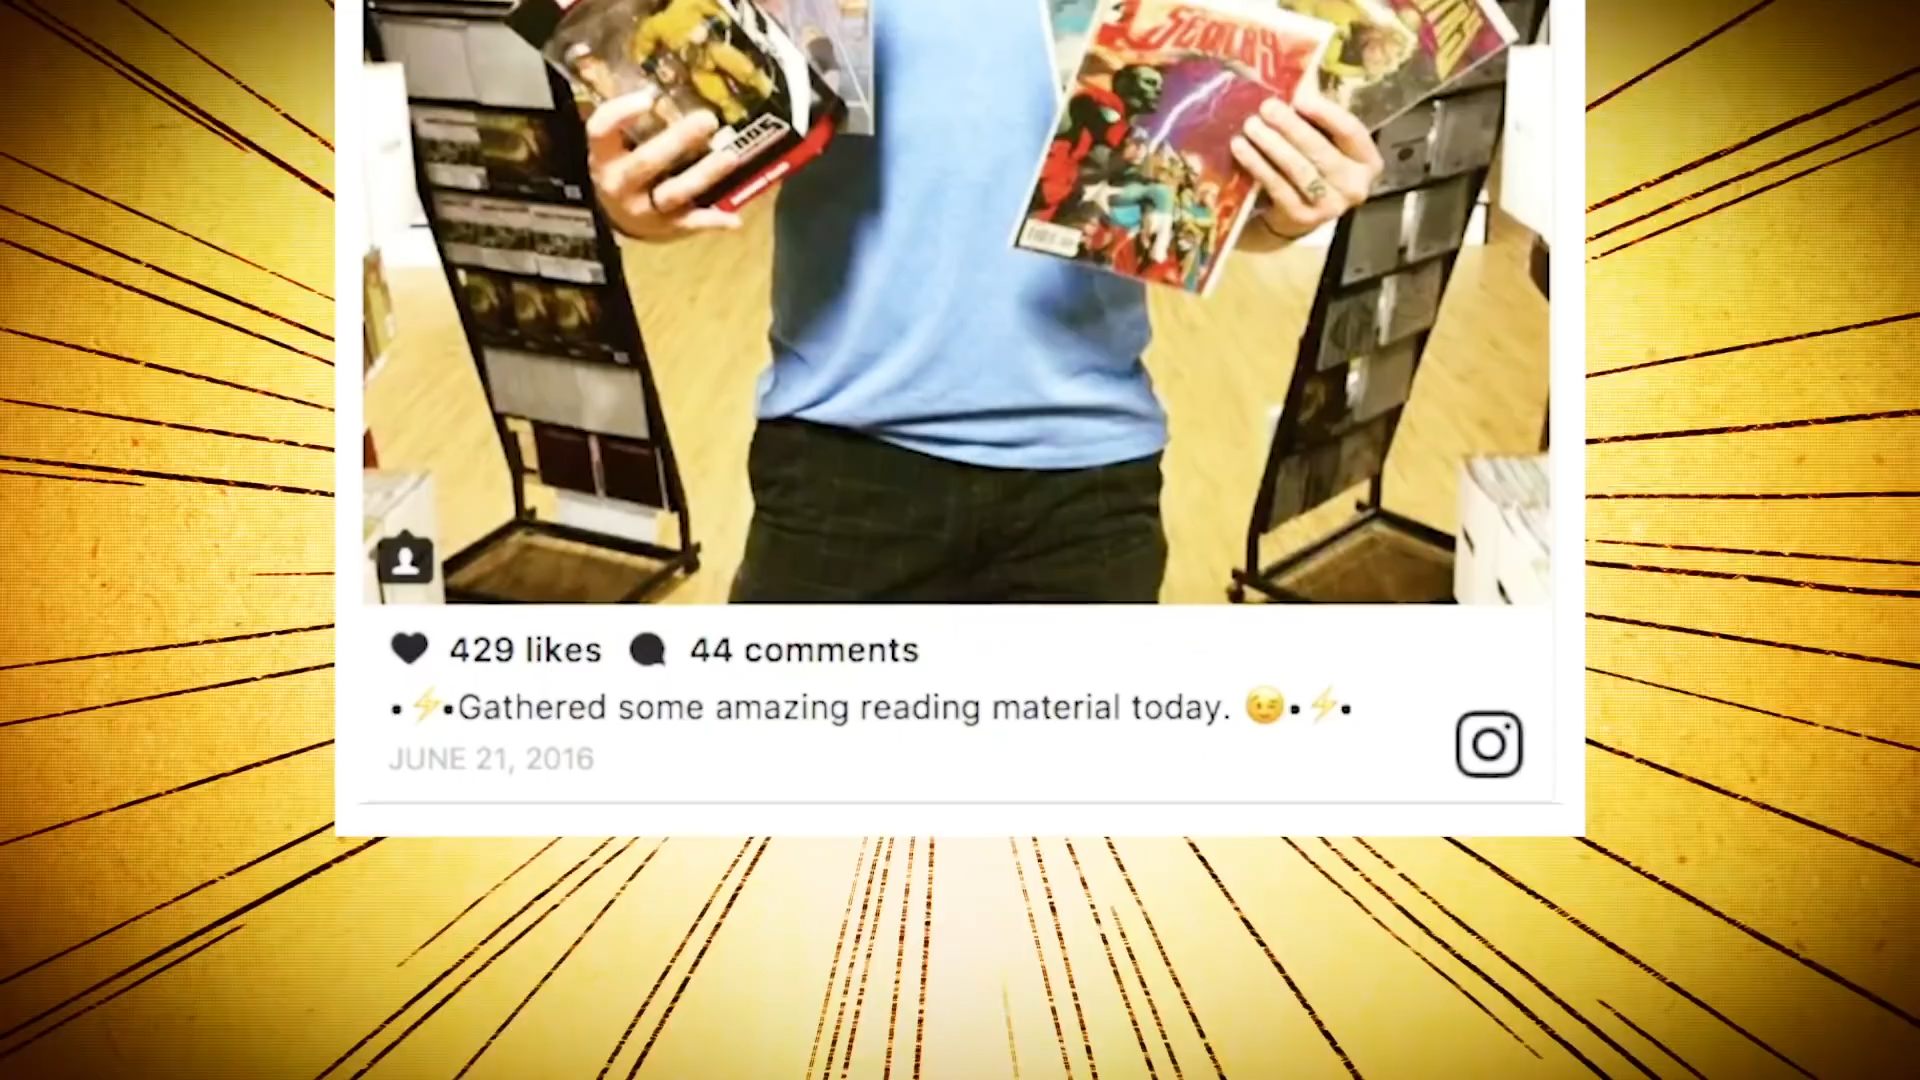 429 likes 44 comments
•⚡•Gathered some amazing reading material today. 😉•⚡•
JUNE 21, 2016